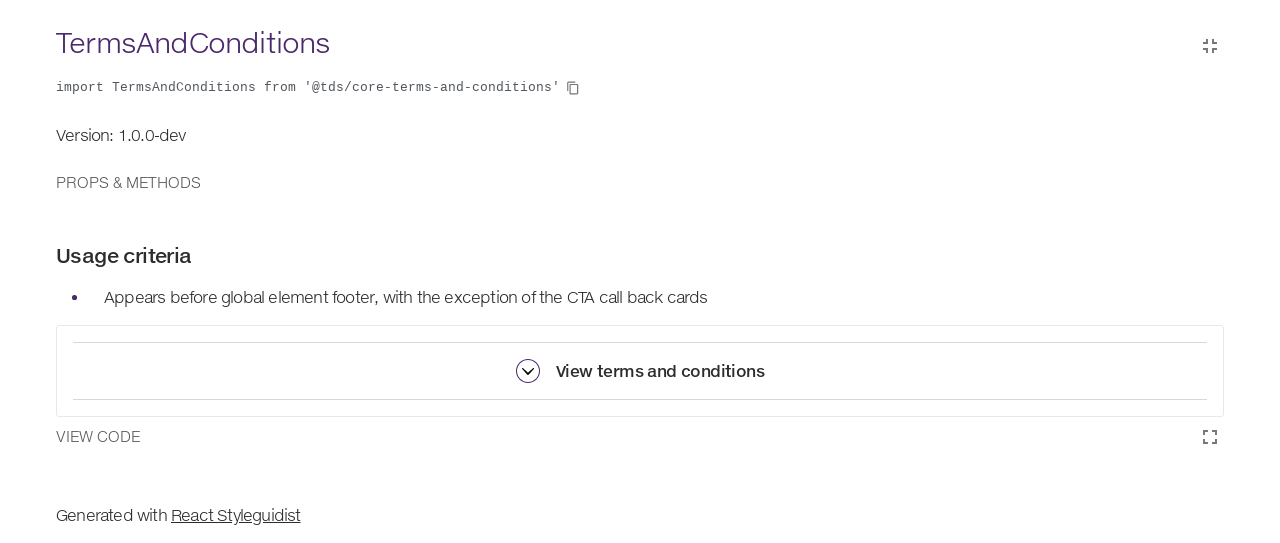 TermsAndConditions
import TermsAndConditions from '@tds/core-terms-and-conditions'
Version: 1.0.0-dev
PROPS & METHODS
Usage criteria
Appears before global element footer, with the exception of the CTA call back cards
View terms and conditions
VIEW CODE
Generated with React Styleguidist